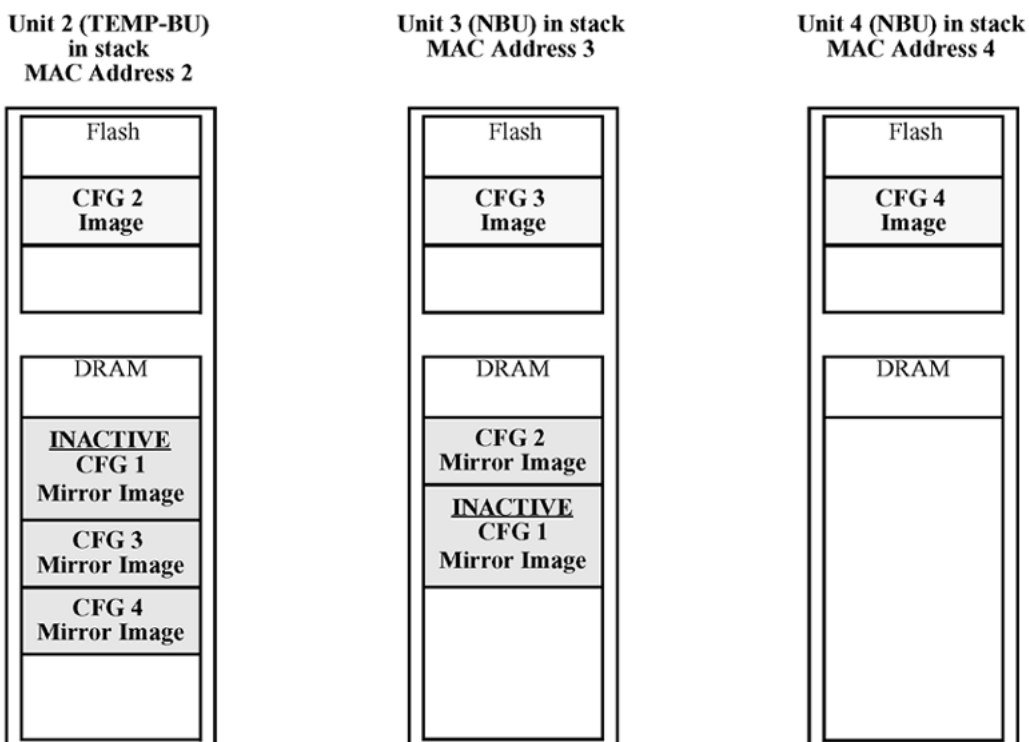 Unit 2 (TEMP-BU)
in stack
MAC Address 2
Flash
CFG 2
Image
DRAM
INACTIVE
CFG 1
Mirror Image
CFG 3
Mirror Image
CFG 4
Mirror Image
Unit 3 (NBU) in stack
MAC Address 3
Flash
CFG 3
Image
DRAM
CFG 2
Mirror Image
INACTIVE
CFG 1
Mirror Image
Unit 4 (NBU) in stack
MAC Address 4
Flash
CFG 4
Image
DRAM